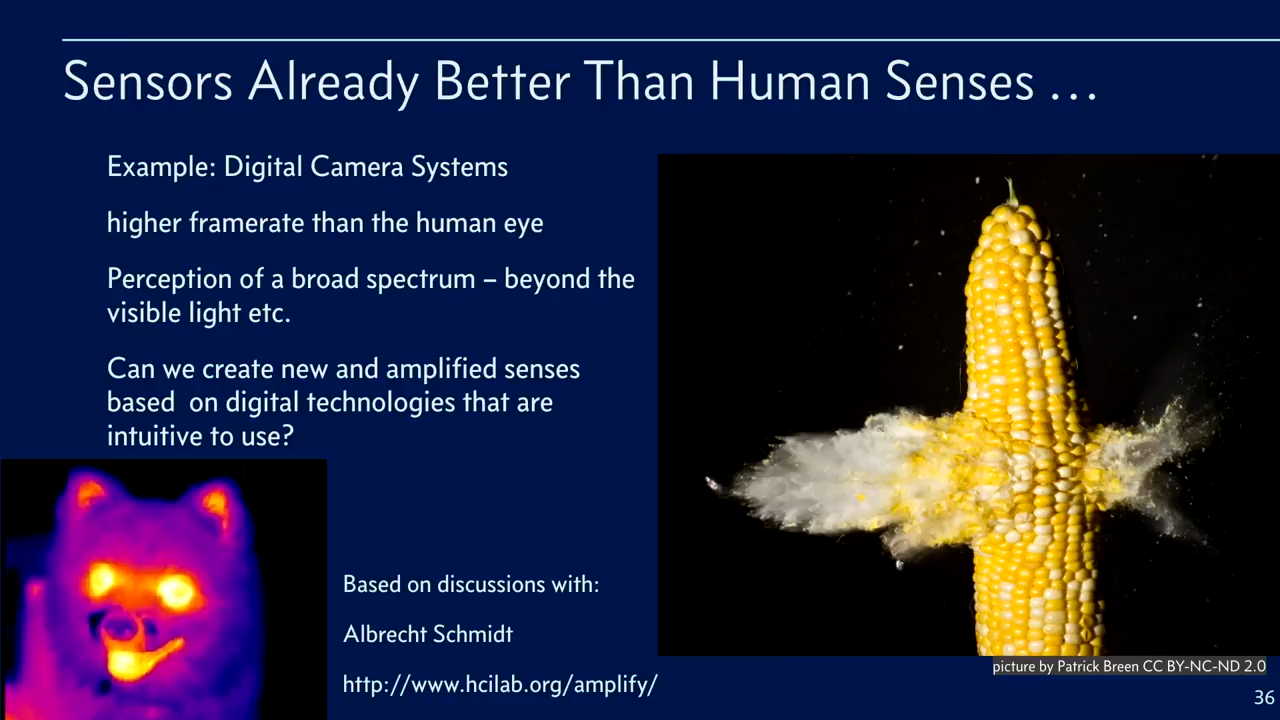 Sensors Already Better Than Human Senses …
Example: Digital Camera Systems
higher framerate than the human eye
Perception of a broad spectrum – beyond the
visible light etc.
Can we create new and amplified senses
based  on digital technologies that are
intuitive to use?
Based on discussions with:
Albrecht Schmidt
http://www.hcilab.org/amplify/
picture by Patrick Breen CC BY-NC-ND 2.0
36